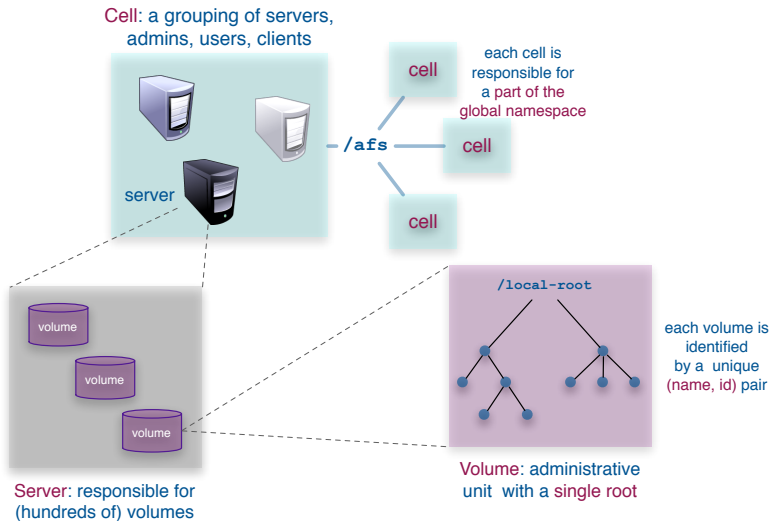 Cell: a grouping of servers,
admins, users, clients
cell
each cell is
responsible for
a part of the
global namespace
/afs
cell
server
cell
/local-root
volume
volume
volume
each volume is
identified
by a unique
(name, id) pair
Server: responsible for
(hundreds of) volumes
Volume: administrative
unit with a single root